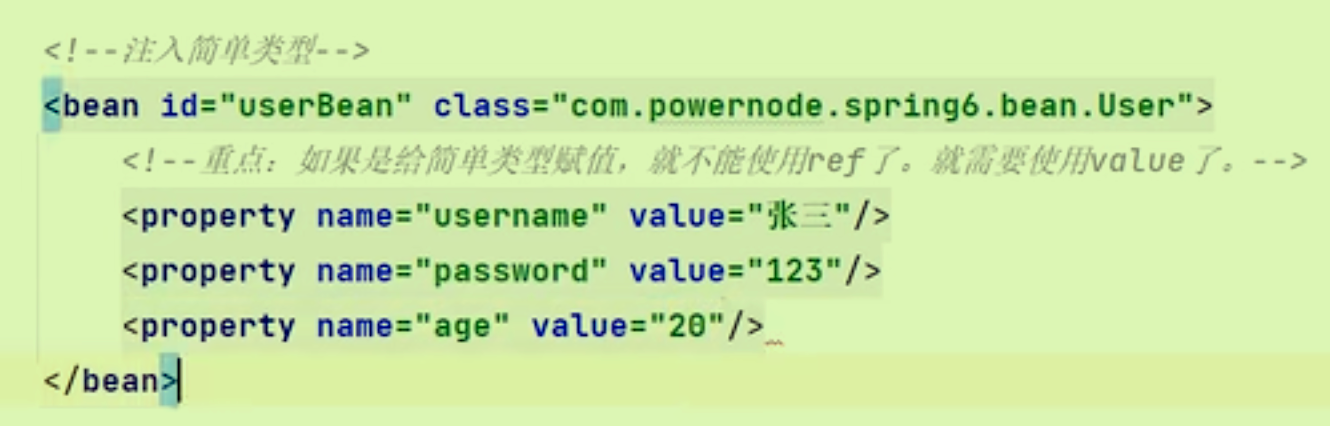 <!--注入简单类型-->
<bean id="userBean" class="com.powernode.spring6.bean.User">
<!--重点：如果是给简单类型赋值，就不能使用ref了。就需要使用value了。-->
<property name="username" value="张三"/>
<property name="password" value="123"/>
<property name="age" value="20"/>
</bean>